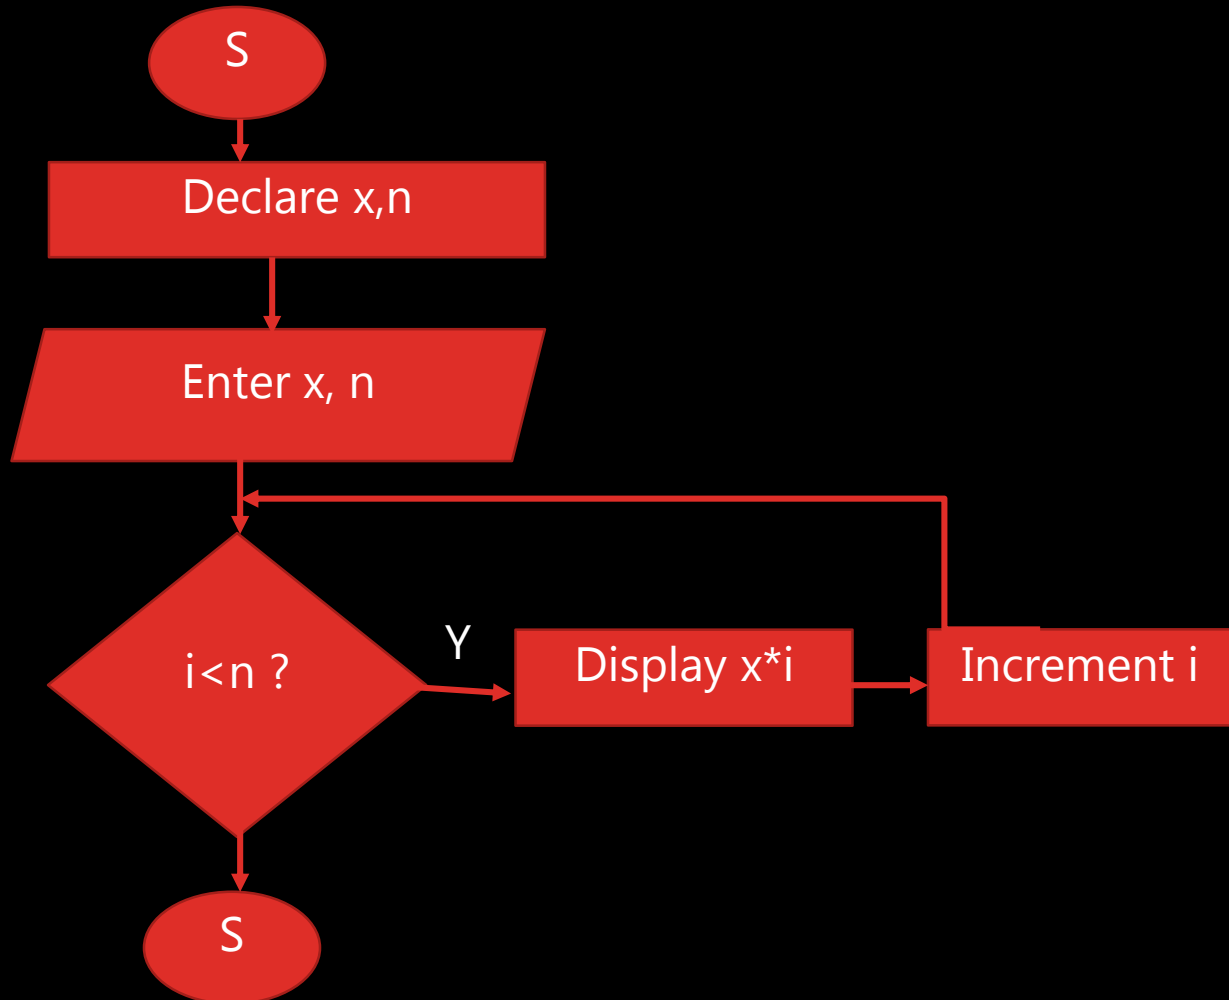 S
Declare x,n
Enter x, n
i<n ?
Y
Display x*i
Increment i
S